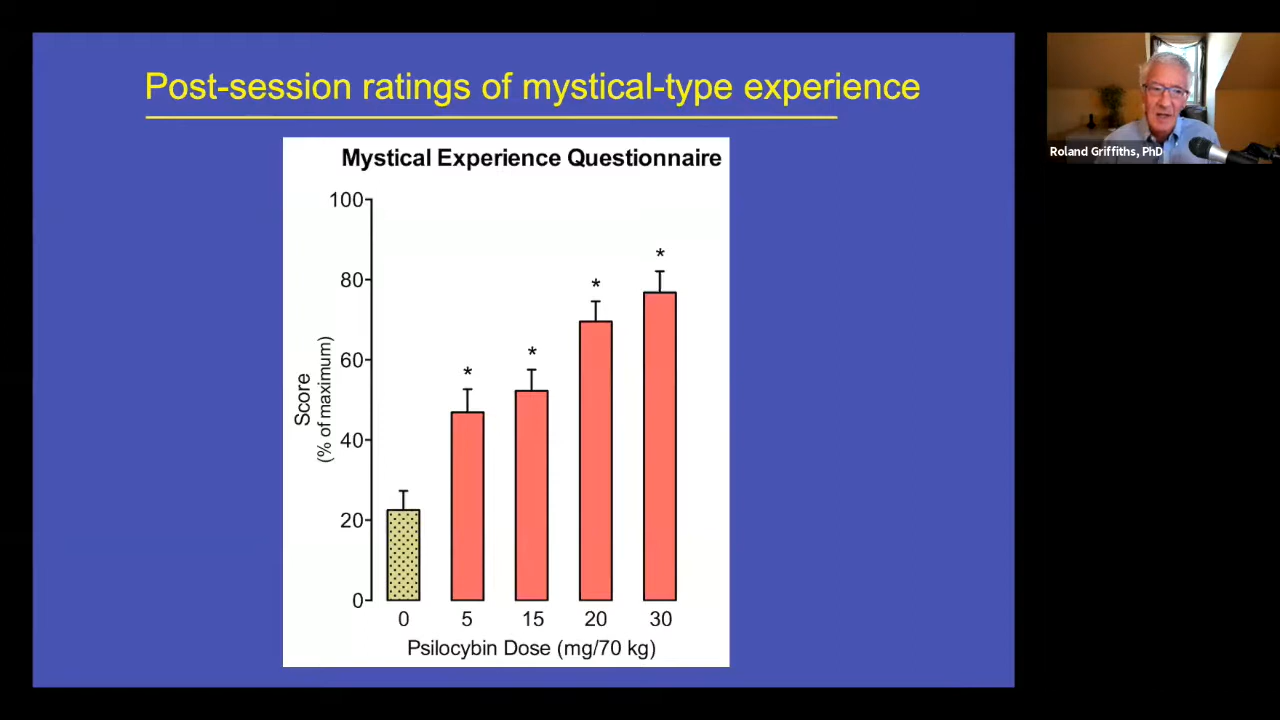 Post-session ratings of mystical-type experience
Roland Griffiths, PhD
Mystical Experience Questionnaire
100
80
60
40
20
0
Score
(% of maximum)
*
*
*
*
0 5 15 20 30
Psilocybin Dose (mg/70 kg)